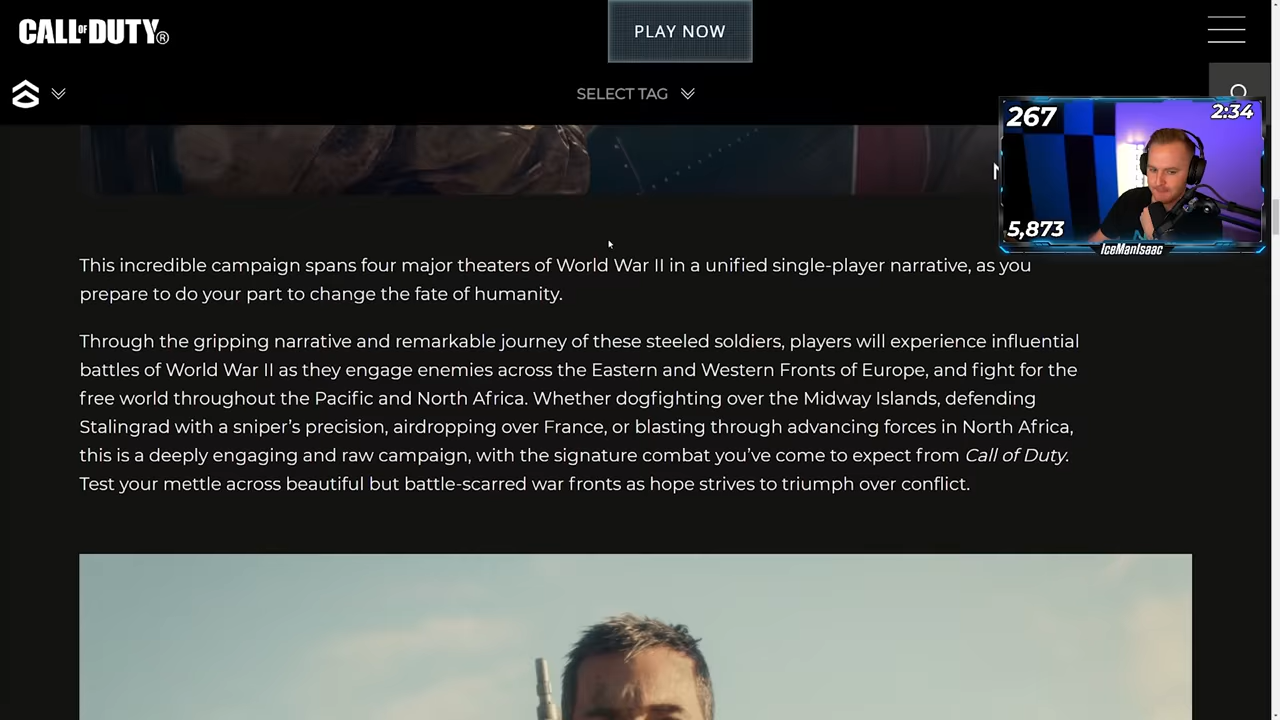 CALL OF DUTY®
PLAY NOW
SELECT TAG
267
2:34
5,873
IceManIsaac
This incredible campaign spans four major theaters of World War II in a unified single-player narrative, as you
prepare to do your part to change the fate of humanity.
Through the gripping narrative and remarkable journey of these steeled soldiers, players will experience influential
battles of World War II as they engage enemies across the Eastern and Western Fronts of Europe, and fight for the
free world throughout the Pacific and North Africa. Whether dogfighting over the Midway Islands, defending
Stalingrad with a sniper’s precision, airdropping over France, or blasting through advancing forces in North Africa,
this is a deeply engaging and raw campaign, with the signature combat you’ve come to expect from Call of Duty.
Test your mettle across beautiful but battle-scarred war fronts as hope strives to triumph over conflict.